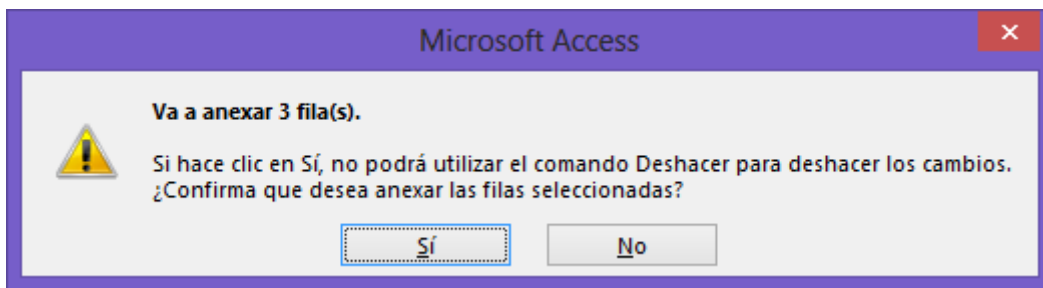 Microsoft Access
Va a anexar 3 fila(s).
Si hace clic en Sí, no podrá utilizar el comando Deshacer para deshacer los cambios.
¿Confirma que desea anexar las filas seleccionadas?
Sí
No